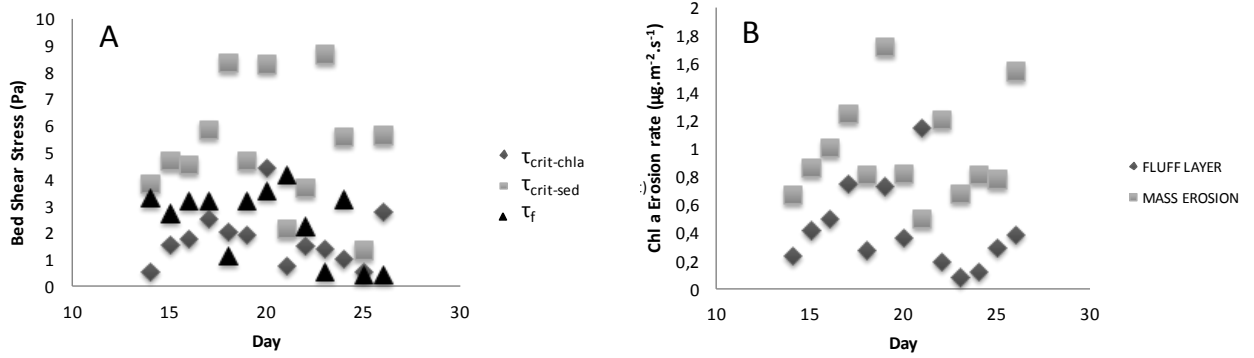 A
10
9
8
7
6
5
4
3
2
1
0
Bed Shear Stress (Pa)
10
15
20
25
30
Day
τcrit-chla
τcrit-sed
τf
B
2
1,8
1,6
1,4
1,2
1
0,8
0,6
0,4
0,2
0
Chl a Erosion rate (µg.m⁻².s⁻¹)
10
15
20
25
30
Day
FLUFF LAYER
MASS EROSION